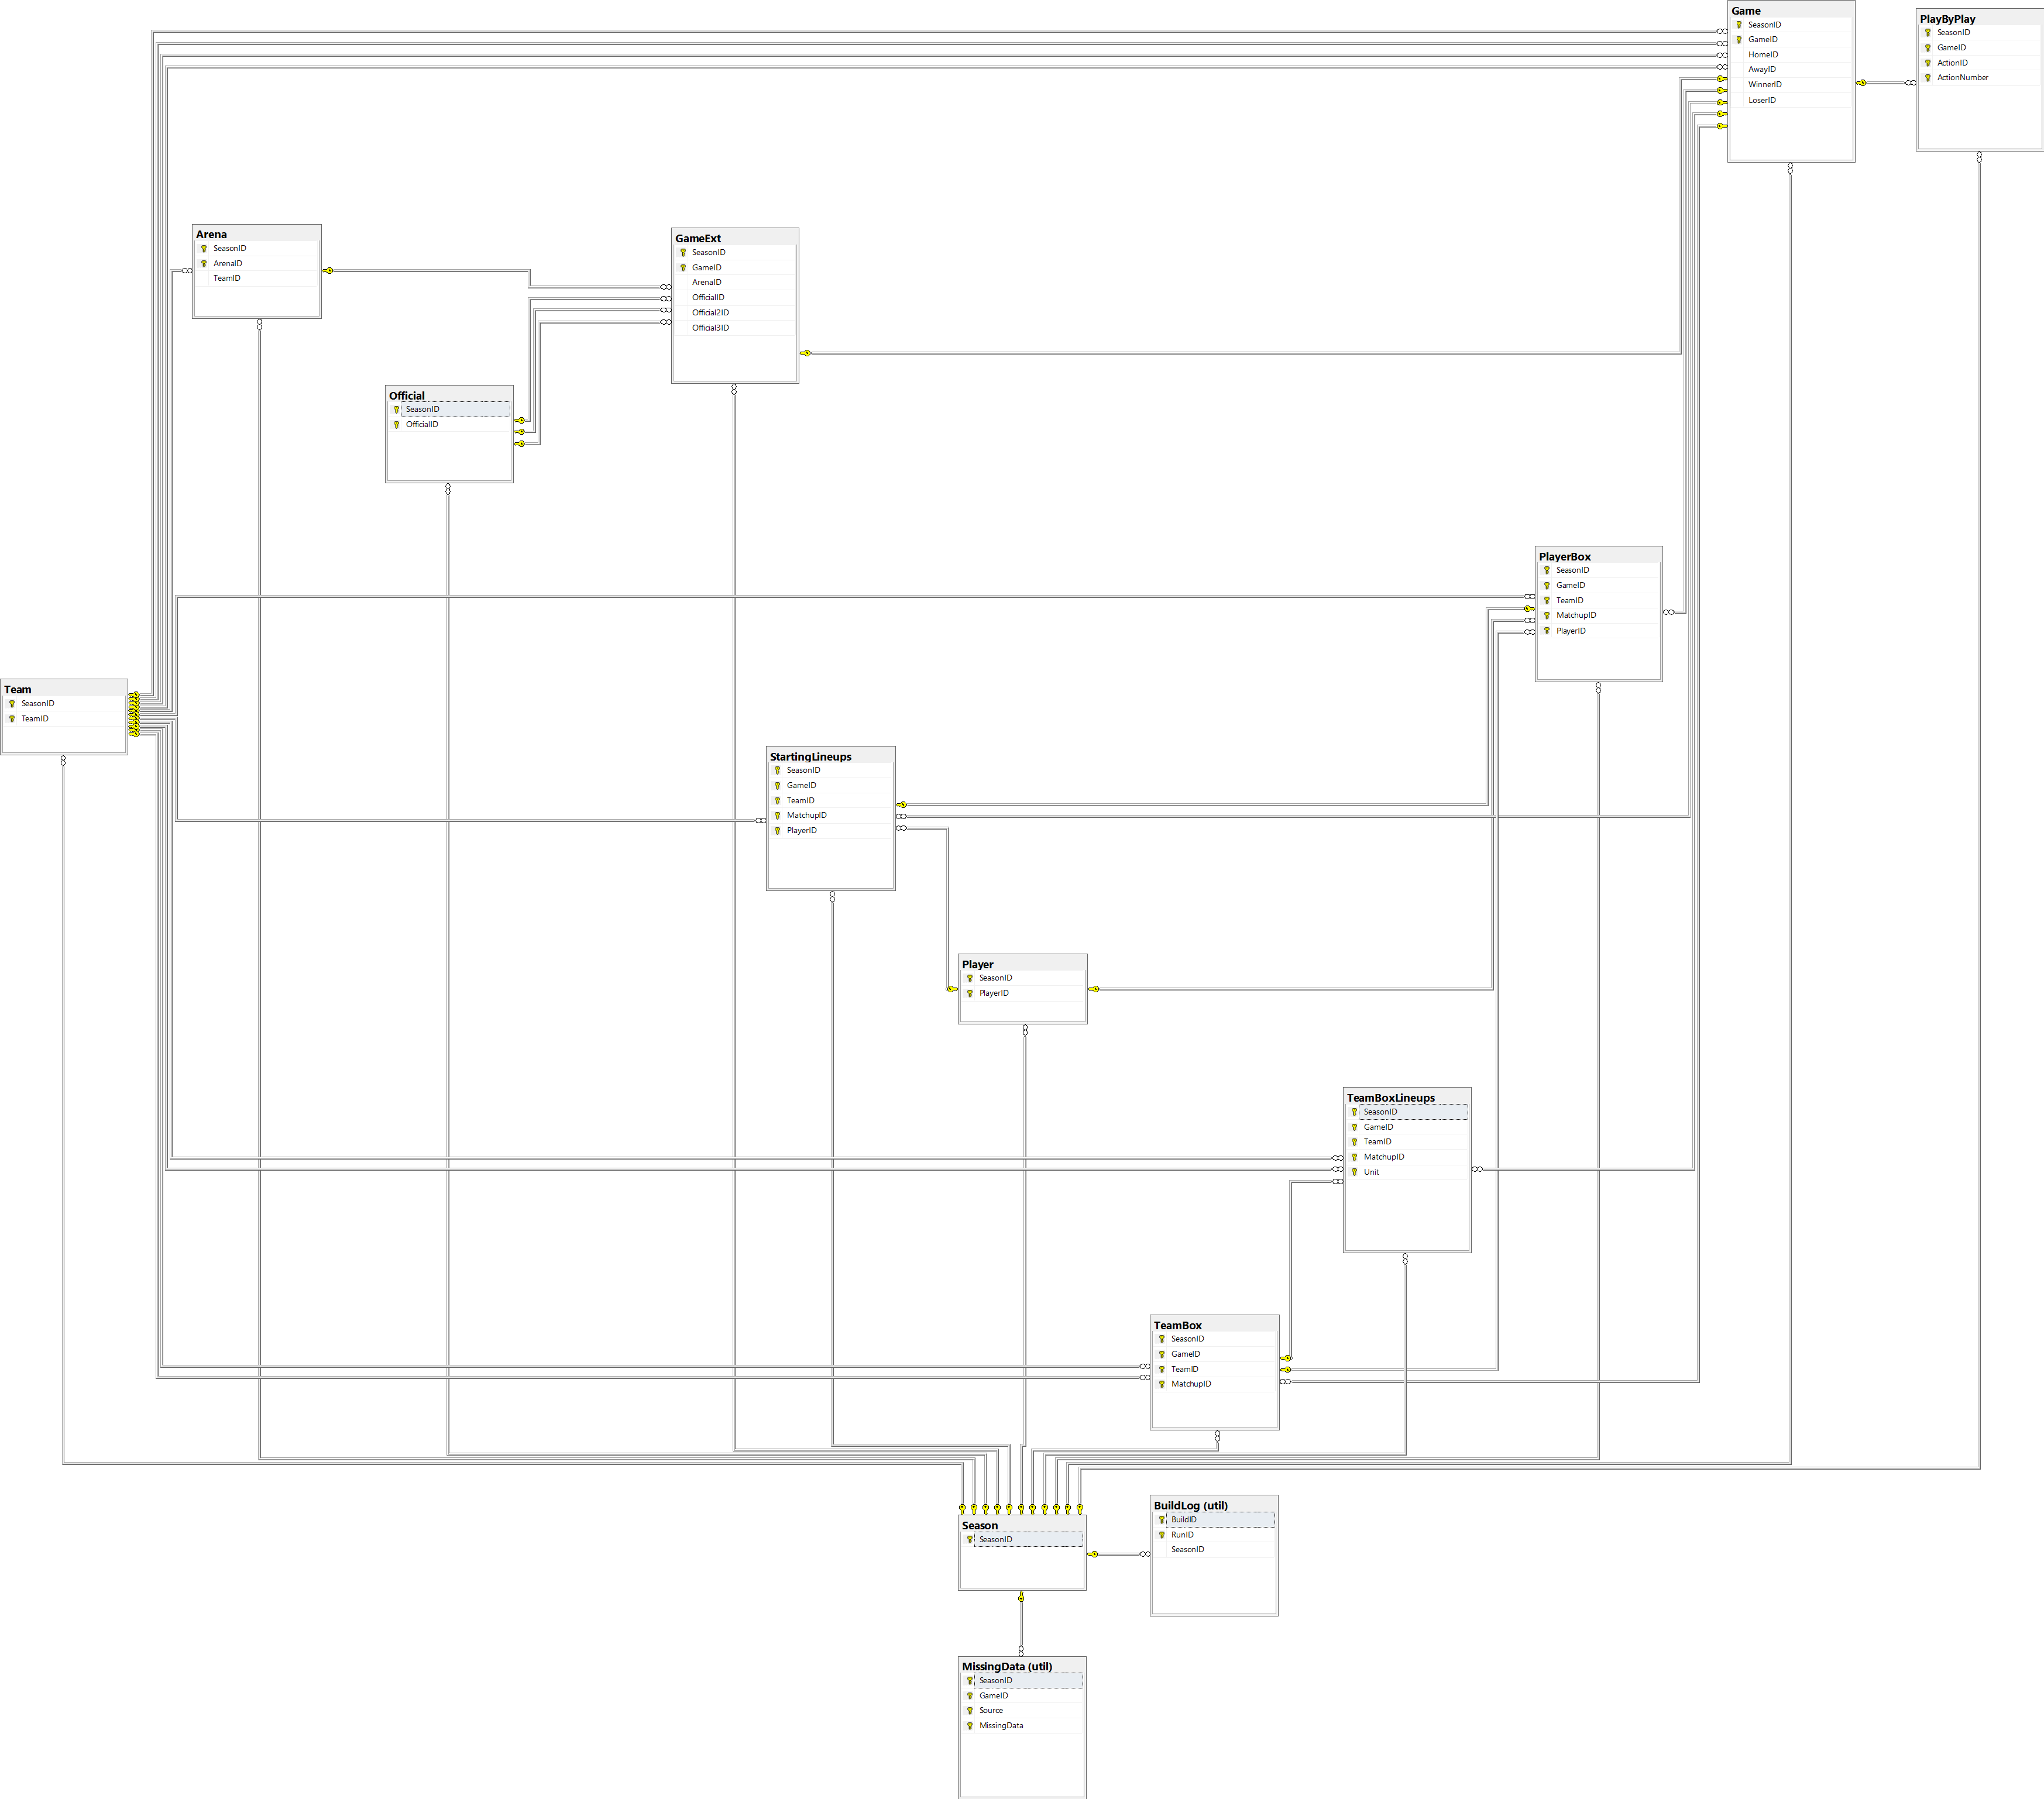 Game
SeasonID
GameID
HomeID
AwayID
WinnerID
LoserID
PlayByPlay
SeasonID
GameID
ActionID
ActionNumber
Arena
SeasonID
ArenaID
TeamID
GameExt
SeasonID
GameID
ArenaID
OfficialID
Official2ID
Official3ID
Official
SeasonID
OfficialID
PlayerBox
SeasonID
GameID
TeamID
MatchupID
PlayerID
Team
SeasonID
TeamID
StartingLineups
SeasonID
GameID
TeamID
MatchupID
PlayerID
Player
SeasonID
PlayerID
TeamBoxLineups
SeasonID
GameID
TeamID
MatchupID
Unit
TeamBox
SeasonID
GameID
TeamID
MatchupID
Season
SeasonID
BuildLog (util)
BuildID
RunID
SeasonID
MissingData (util)
SeasonID
GameID
Source
MissingData